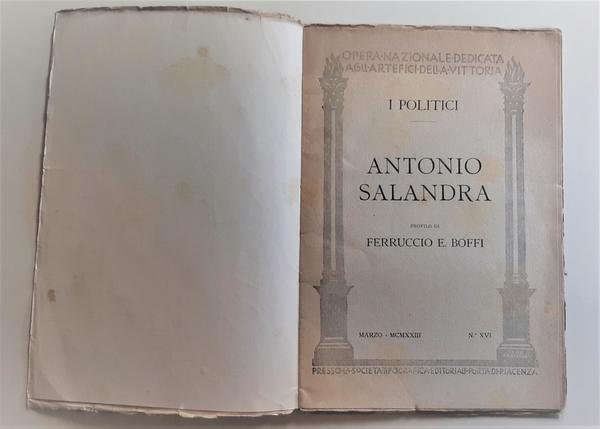 OPERA·NAZIONALE·DEDICATA
AGLI·ARTEFICI·DELLA·VITTORIA
I POLITICI
ANTONIO
SALANDRA
PROFILO DI
FERRUCCIO E. BOFFI
MARZO - MCMXXIII N.° XVI
PRESSO·LA·SOCIETA·TIPOGRAFICA·EDITORIALE·PORTA·DI·PIACENZA